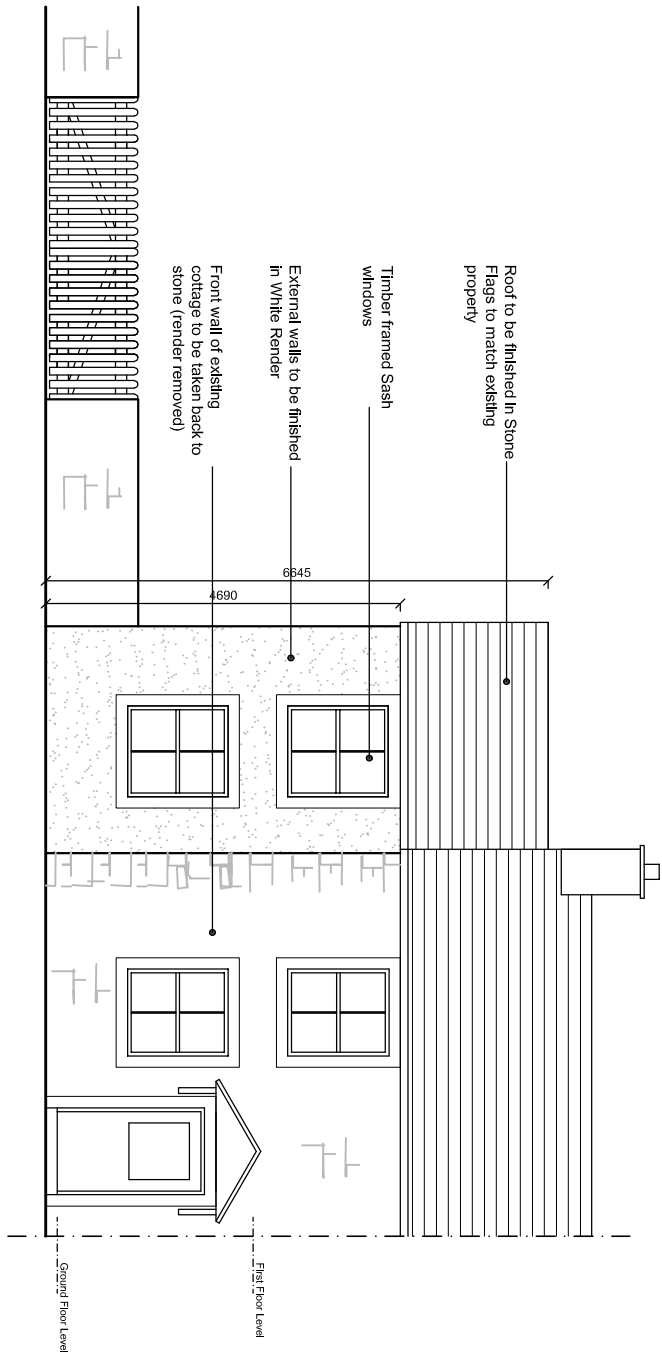 Roof to be finished in Stone
Flags to match existing
property
Timber framed Sash
windows
External walls to be finished
in White Render
Front wall of existing
cottage to be taken back to
stone (render removed)
6645
4690
First Floor Level
Ground Floor Level